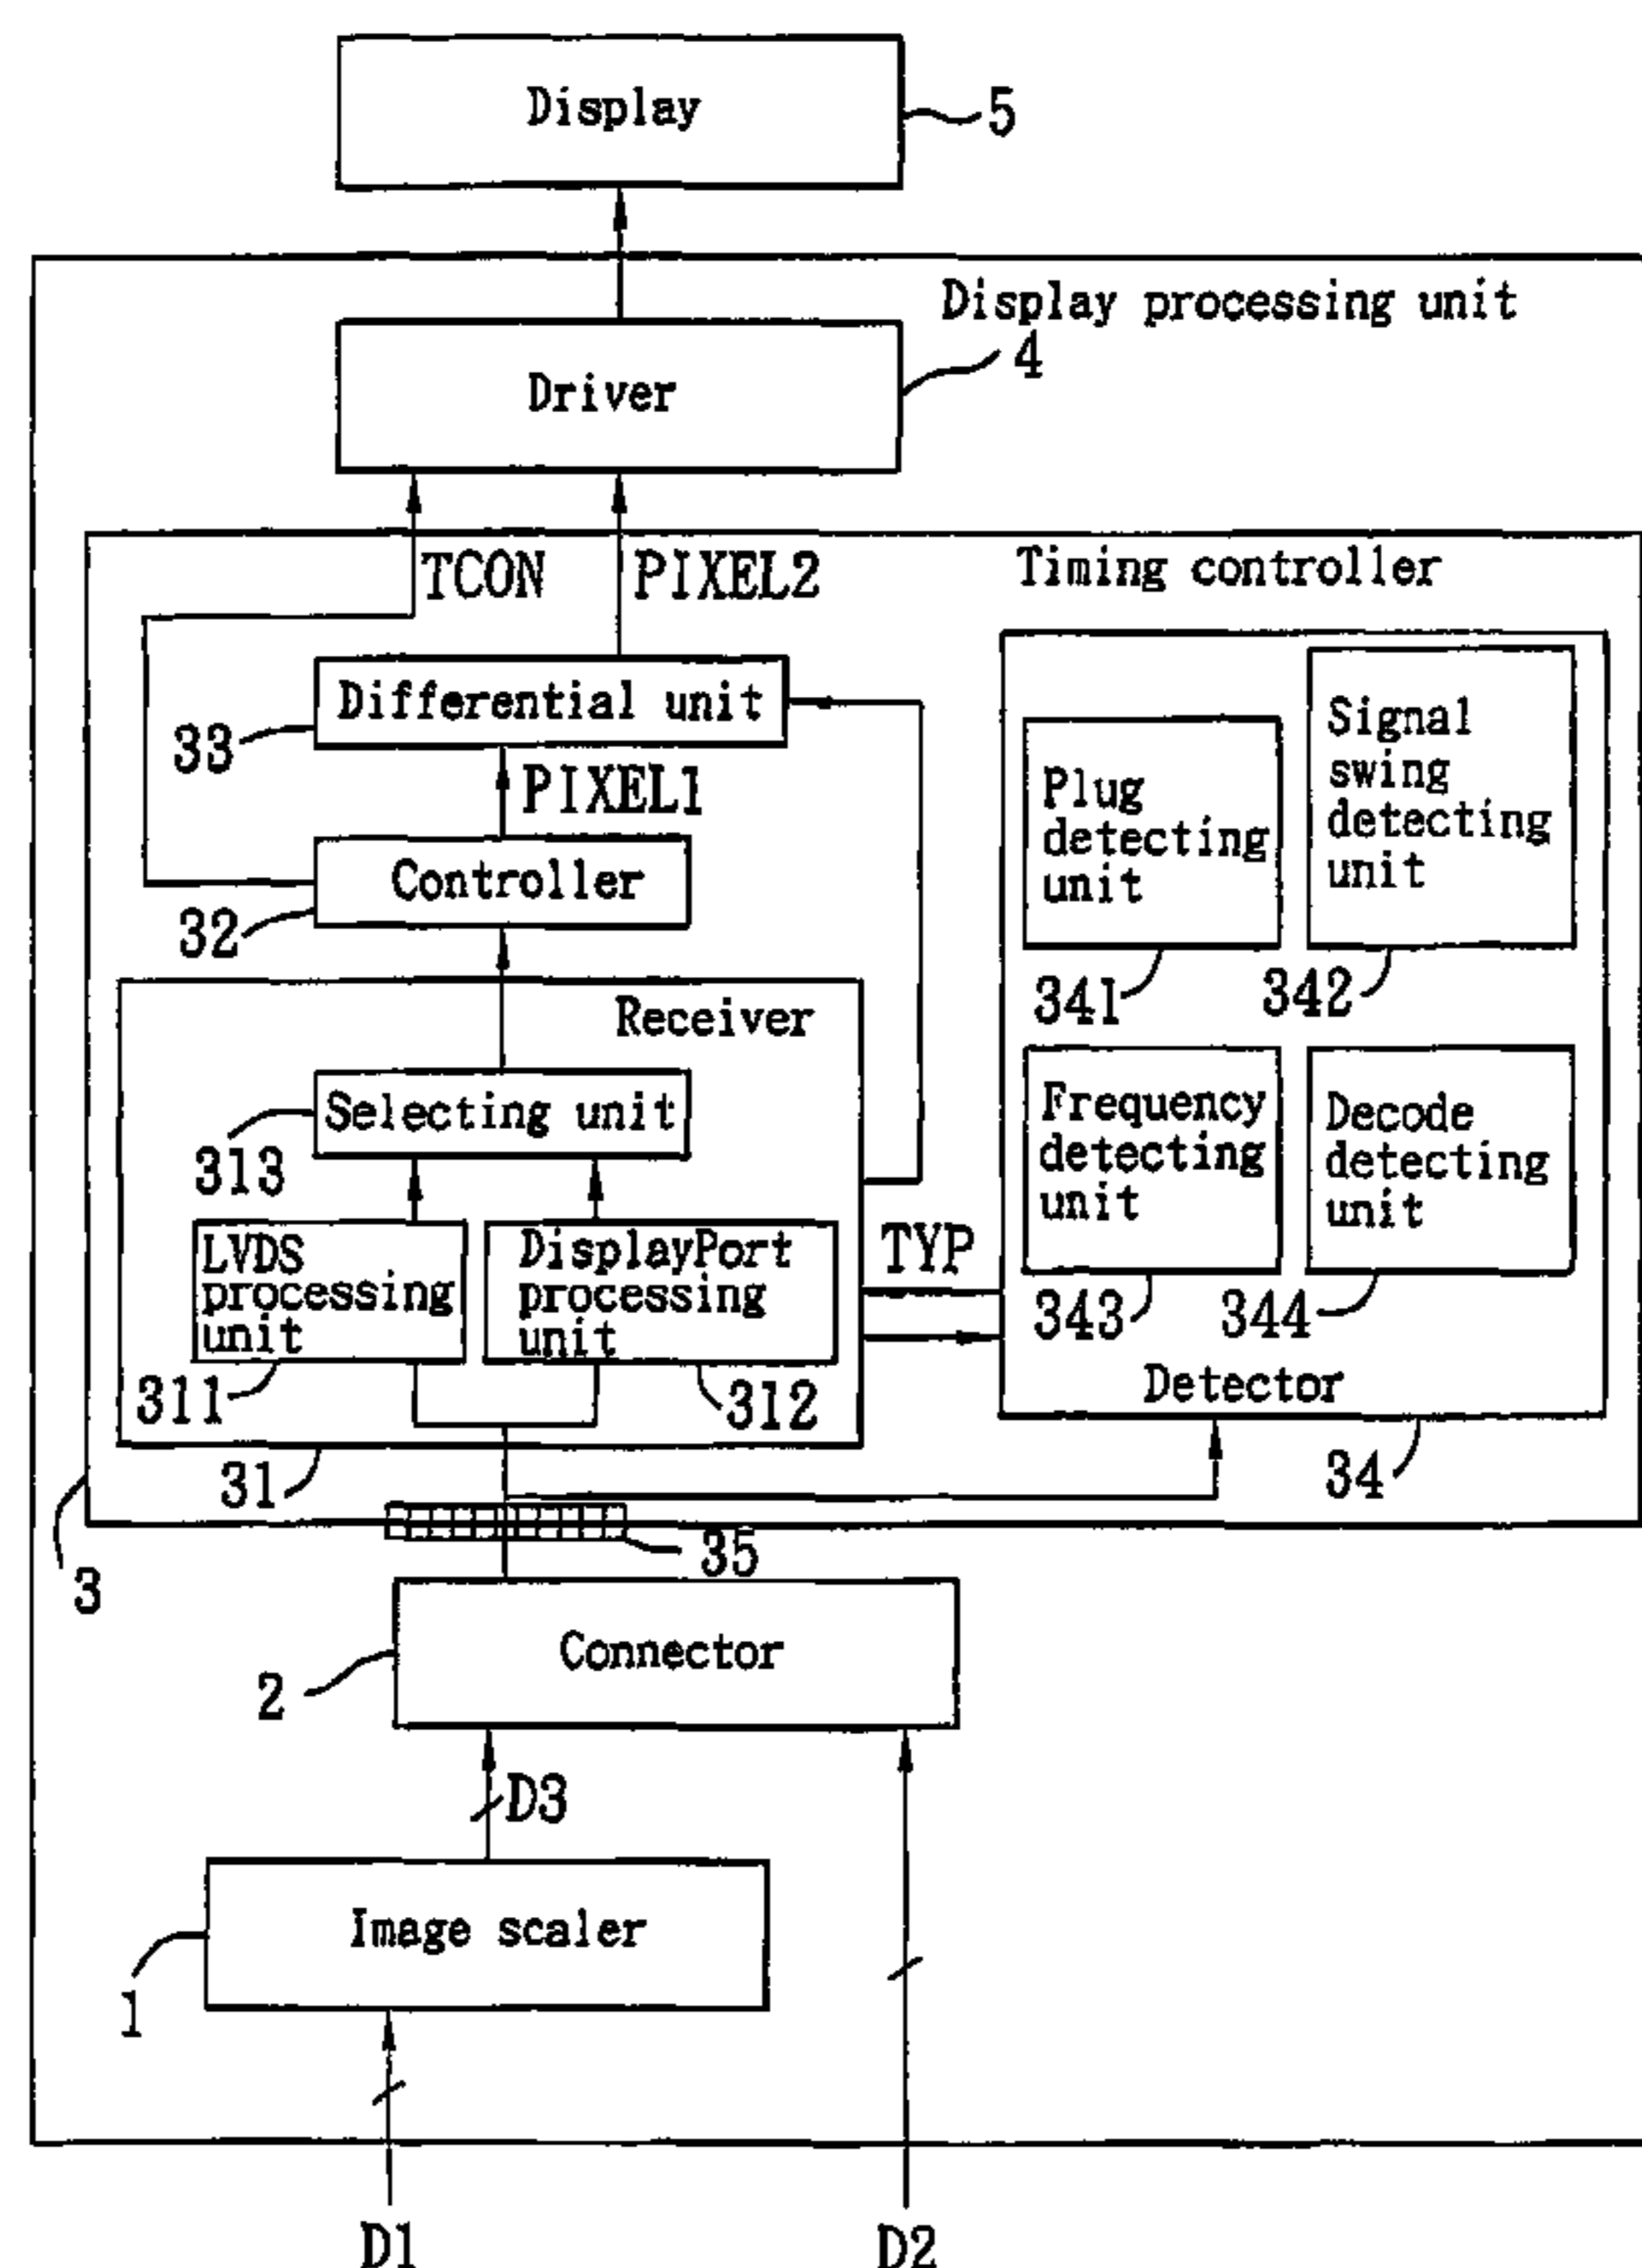 Display
5
Display processing unit
Driver
4
TCON
PIXEL2
Timing controller
Differential unit
33
PIXEL1
Controller
32
Plug
detecting
unit
341
Signal
swing
detecting
unit
342
Receiver
Selecting unit
313
LVDS
processing
unit
311
DisplayPort
processing
unit
312
TYP
Frequency
detecting
unit
343
Decode
detecting
unit
344
Detector
31
34
35
3
Connector
2
D3
Image scaler
1
D1
D2